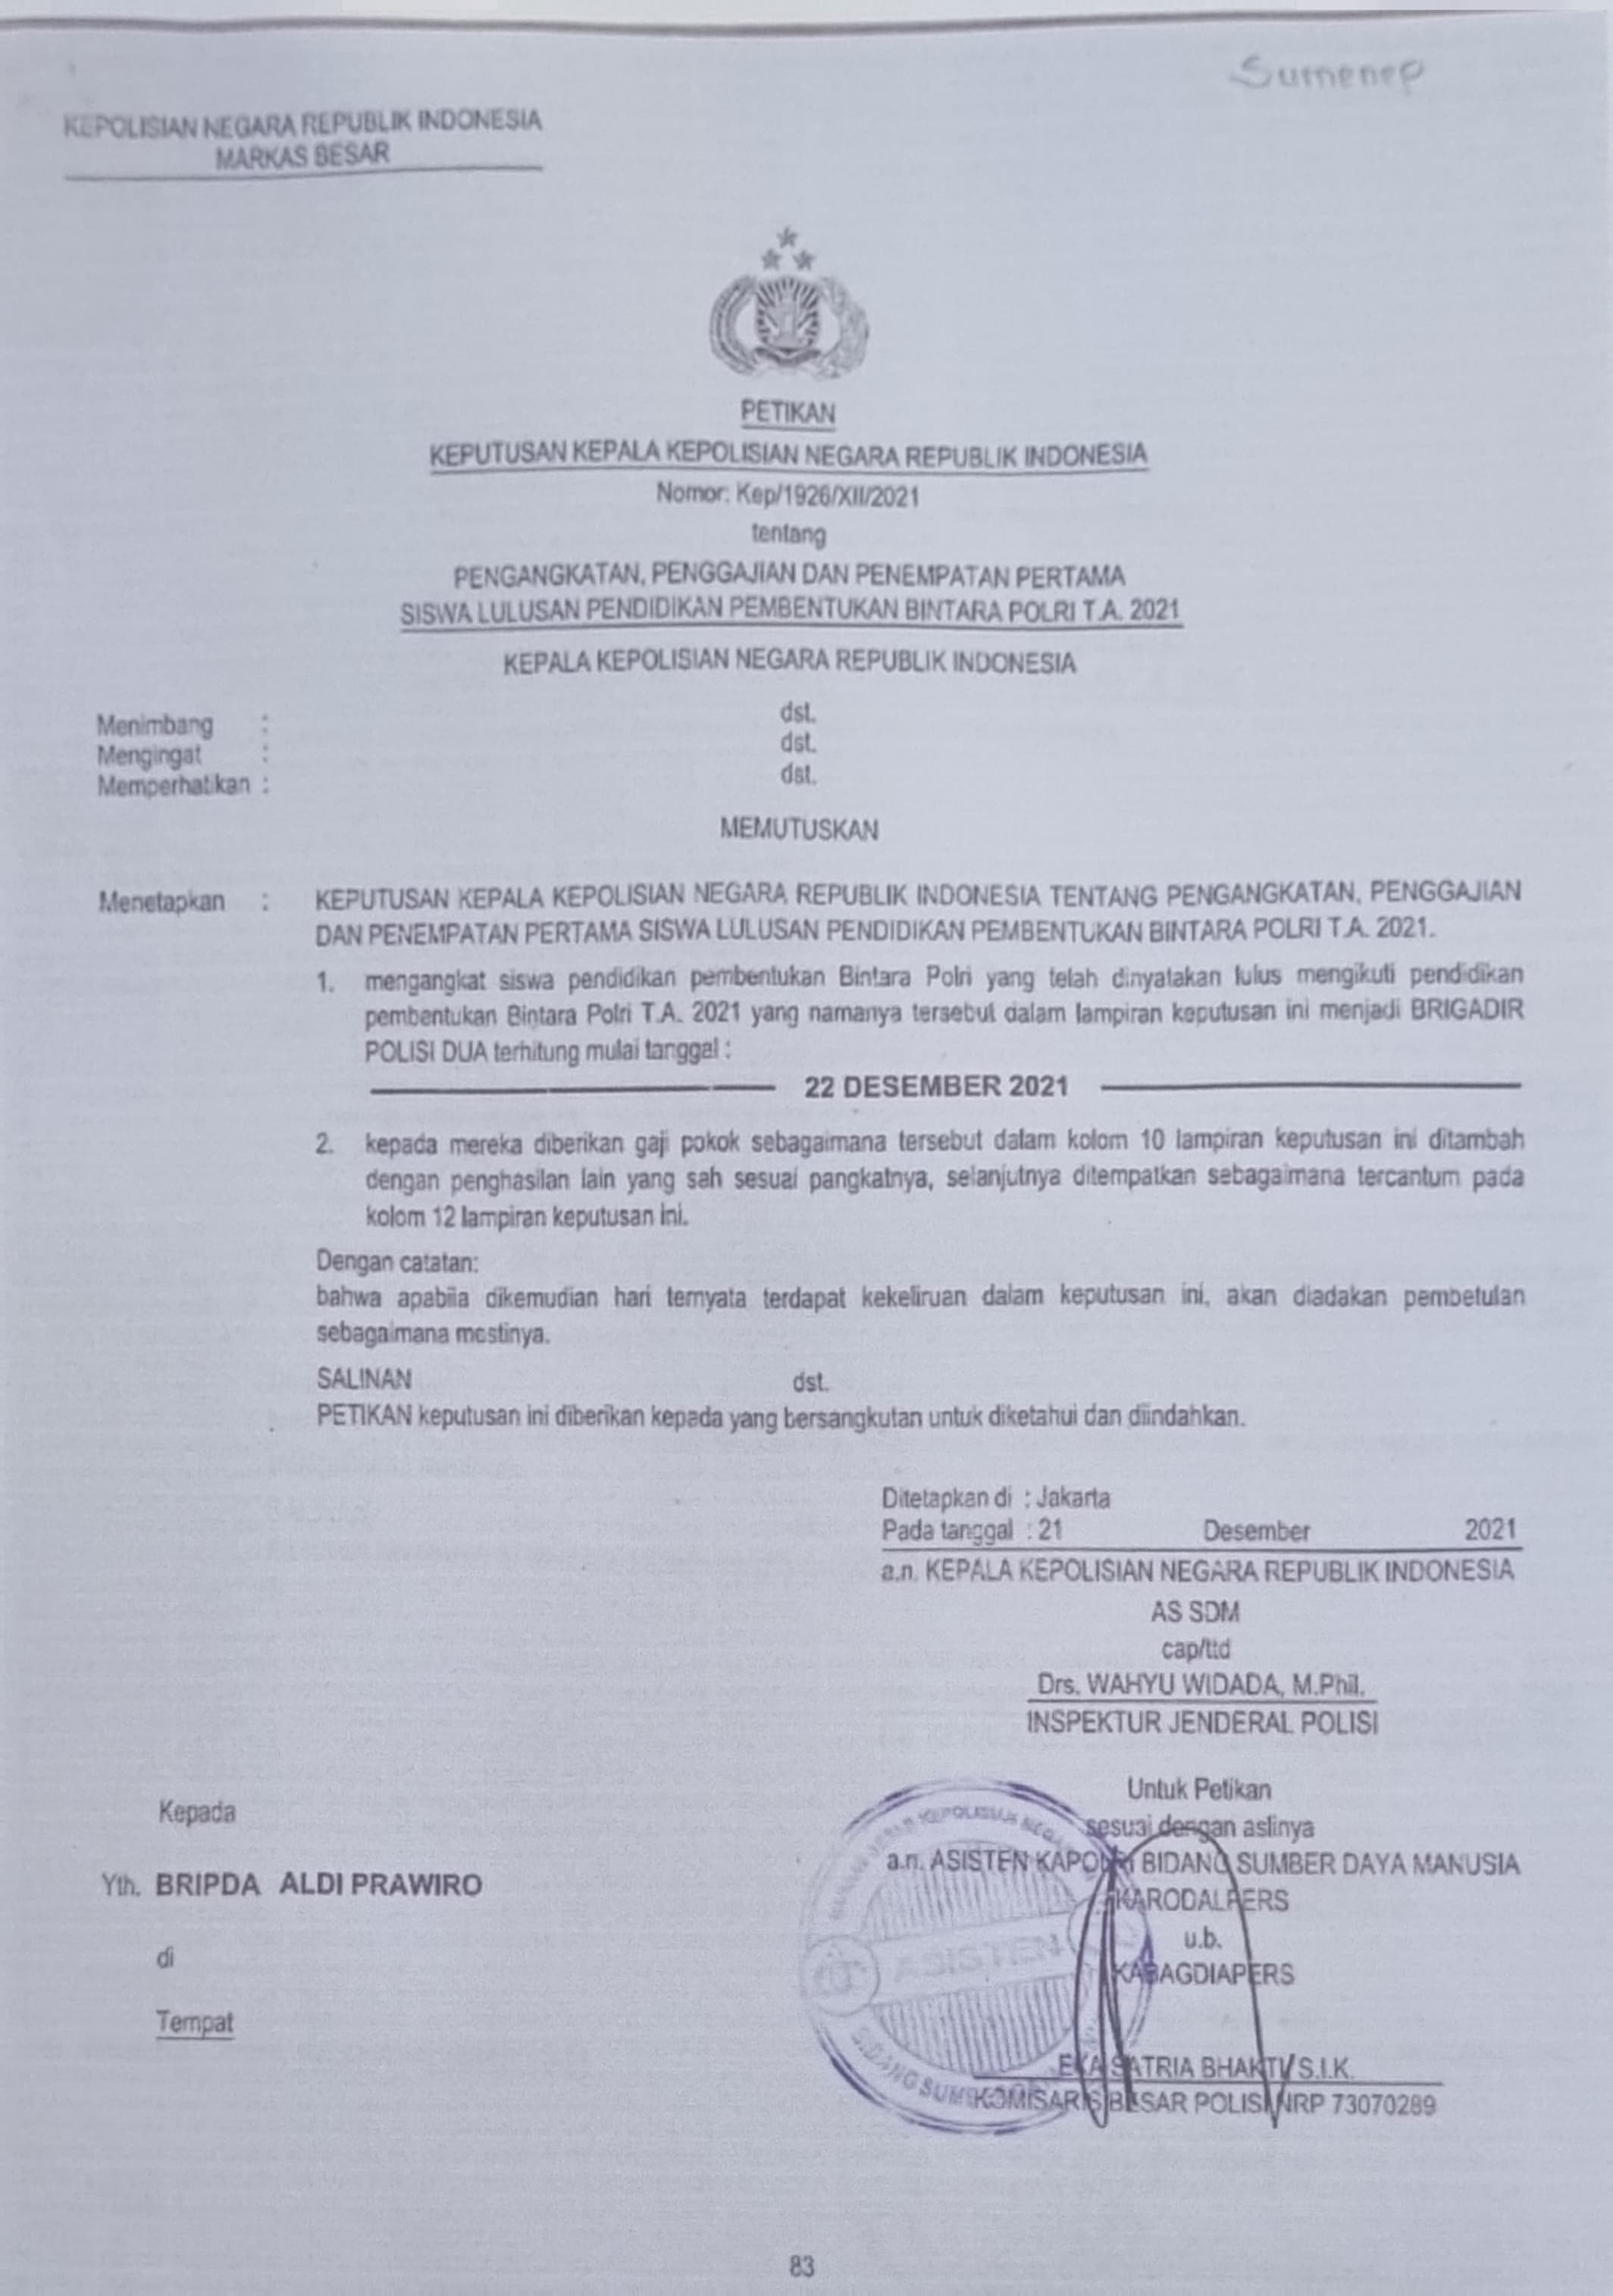 Sumenep
KEPOLISIAN NEGARA REPUBLIK INDONESIA
MARKAS BESAR
PETIKAN
KEPUTUSAN KEPALA KEPOLISIAN NEGARA REPUBLIK INDONESIA
Nomor: Kep/1926/XII/2021
tentang
PENGANGKATAN, PENGGAJIAN DAN PENEMPATAN PERTAMA
SISWA LULUSAN PENDIDIKAN PEMBENTUKAN BINTARA POLRI T.A. 2021
KEPALA KEPOLISIAN NEGARA REPUBLIK INDONESIA
Menimbang : dst.
Mengingat : dst.
Memperhatikan : dst.
MEMUTUSKAN
Menetapkan : KEPUTUSAN KEPALA KEPOLISIAN NEGARA REPUBLIK INDONESIA TENTANG PENGANGKATAN, PENGGAJIAN
DAN PENEMPATAN PERTAMA SISWA LULUSAN PENDIDIKAN PEMBENTUKAN BINTARA POLRI T.A. 2021.
1. mengangkat siswa pendidikan pembentukan Bintara Polri yang telah dinyatakan lulus mengikuti pendidikan
pembentukan Bintara Polri T.A. 2021 yang namanya tersebut dalam lampiran keputusan ini menjadi BRIGADIR
POLISI DUA terhitung mulai tanggal :
22 DESEMBER 2021
2. kepada mereka diberikan gaji pokok sebagaimana tersebut dalam kolom 10 lampiran keputusan ini ditambah
dengan penghasilan lain yang sah sesuai pangkatnya, selanjutnya ditempatkan sebagaimana tercantum pada
kolom 12 lampiran keputusan ini.
Dengan catatan:
bahwa apabila dikemudian hari ternyata terdapat kekeliruan dalam keputusan ini, akan diadakan pembetulan
sebagaimana mestinya.
SALINAN dst.
PETIKAN keputusan ini diberikan kepada yang bersangkutan untuk diketahui dan diindahkan.
Ditetapkan di : Jakarta
Pada tanggal : 21 Desember 2021
a.n. KEPALA KEPOLISIAN NEGARA REPUBLIK INDONESIA
AS SDM
cap/ttd
Drs. WAHYU WIDADA, M.Phil.
INSPEKTUR JENDERAL POLISI
Untuk Petikan
sesuai dengan aslinya
a.n. ASISTEN KAPOLRI BIDANG SUMBER DAYA MANUSIA
KARODALPERS
u.b.
KABAGDIAPERS
EKA SATRIA BHAKTI, S.I.K.
KOMISARIS BESAR POLISI NRP 73070289
Kepada
Yth. BRIPDA ALDI PRAWIRO
di
Tempat
KEPOLISIAN NEGARA
ASISTEN
BIDANG SUM
83